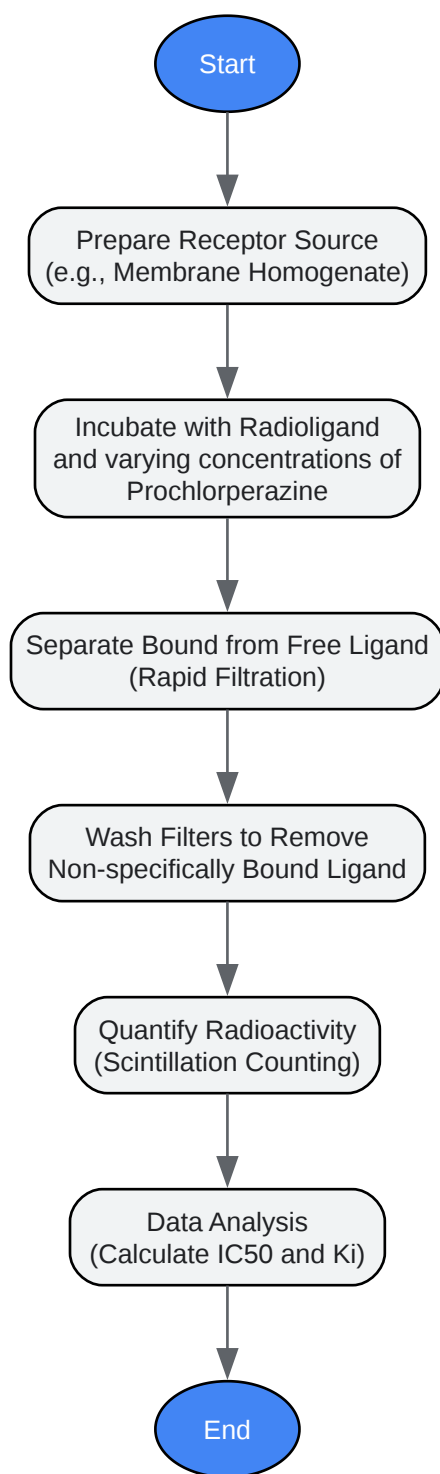 Start
Prepare Receptor Source
(e.g., Membrane Homogenate)
Incubate with Radioligand
and varying concentrations of
Prochlorperazine
Separate Bound from Free Ligand
(Rapid Filtration)
Wash Filters to Remove
Non-specifically Bound Ligand
Quantify Radioactivity
(Scintillation Counting)
Data Analysis
(Calculate IC50 and Ki)
End